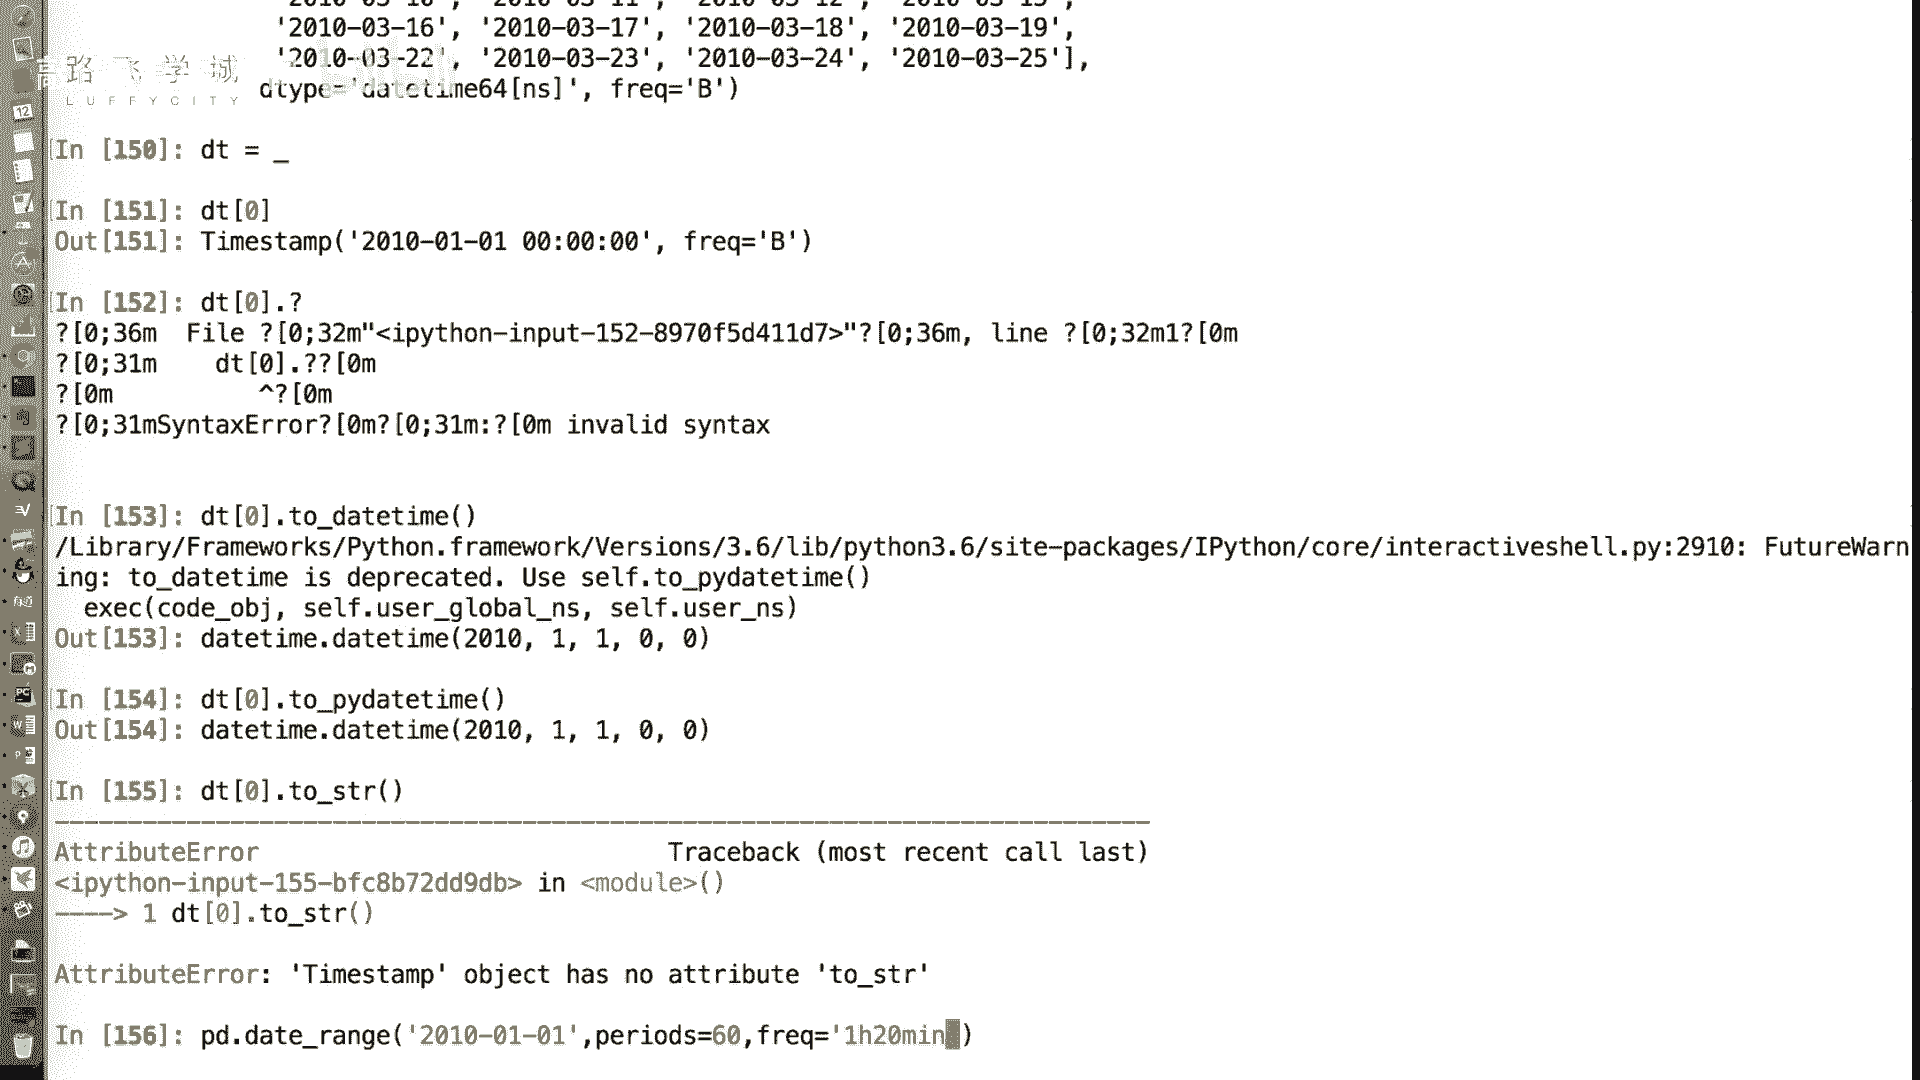 '2010-03-16', '2010-03-17', '2010-03-18', '2010-03-19',
'2010-03-22', '2010-03-23', '2010-03-24', '2010-03-25'],
dtype='datetime64[ns]', freq='B')
路飞学城
LUFFYCITY
In [150]: dt = _
In [151]: dt[0]
Out[151]: Timestamp('2010-01-01 00:00:00', freq='B')
In [152]: dt[0].?
?[0;36m  File ?[0;32m"<ipython-input-152-8970f5d411d7>"?[0;36m, line ?[0;32m1?[0m
?[0;31m    dt[0].??[0m
?[0m          ^?[0m
?[0;31mSyntaxError?[0m?[0;31m:?[0m invalid syntax
In [153]: dt[0].to_datetime()
/Library/Frameworks/Python.framework/Versions/3.6/lib/python3.6/site-packages/IPython/core/interactiveshell.py:2910: FutureWarn
ing: to_datetime is deprecated. Use self.to_pydatetime()
exec(code_obj, self.user_global_ns, self.user_ns)
Out[153]: datetime.datetime(2010, 1, 1, 0, 0)
In [154]: dt[0].to_pydatetime()
Out[154]: datetime.datetime(2010, 1, 1, 0, 0)
In [155]: dt[0].to_str()
---------------------------------------------------------------------------
AttributeError                            Traceback (most recent call last)
<ipython-input-155-bfc8b72dd9db> in <module>()
----> 1 dt[0].to_str()
AttributeError: 'Timestamp' object has no attribute 'to_str'
In [156]: pd.date_range('2010-01-01',periods=60,freq='1h20min )